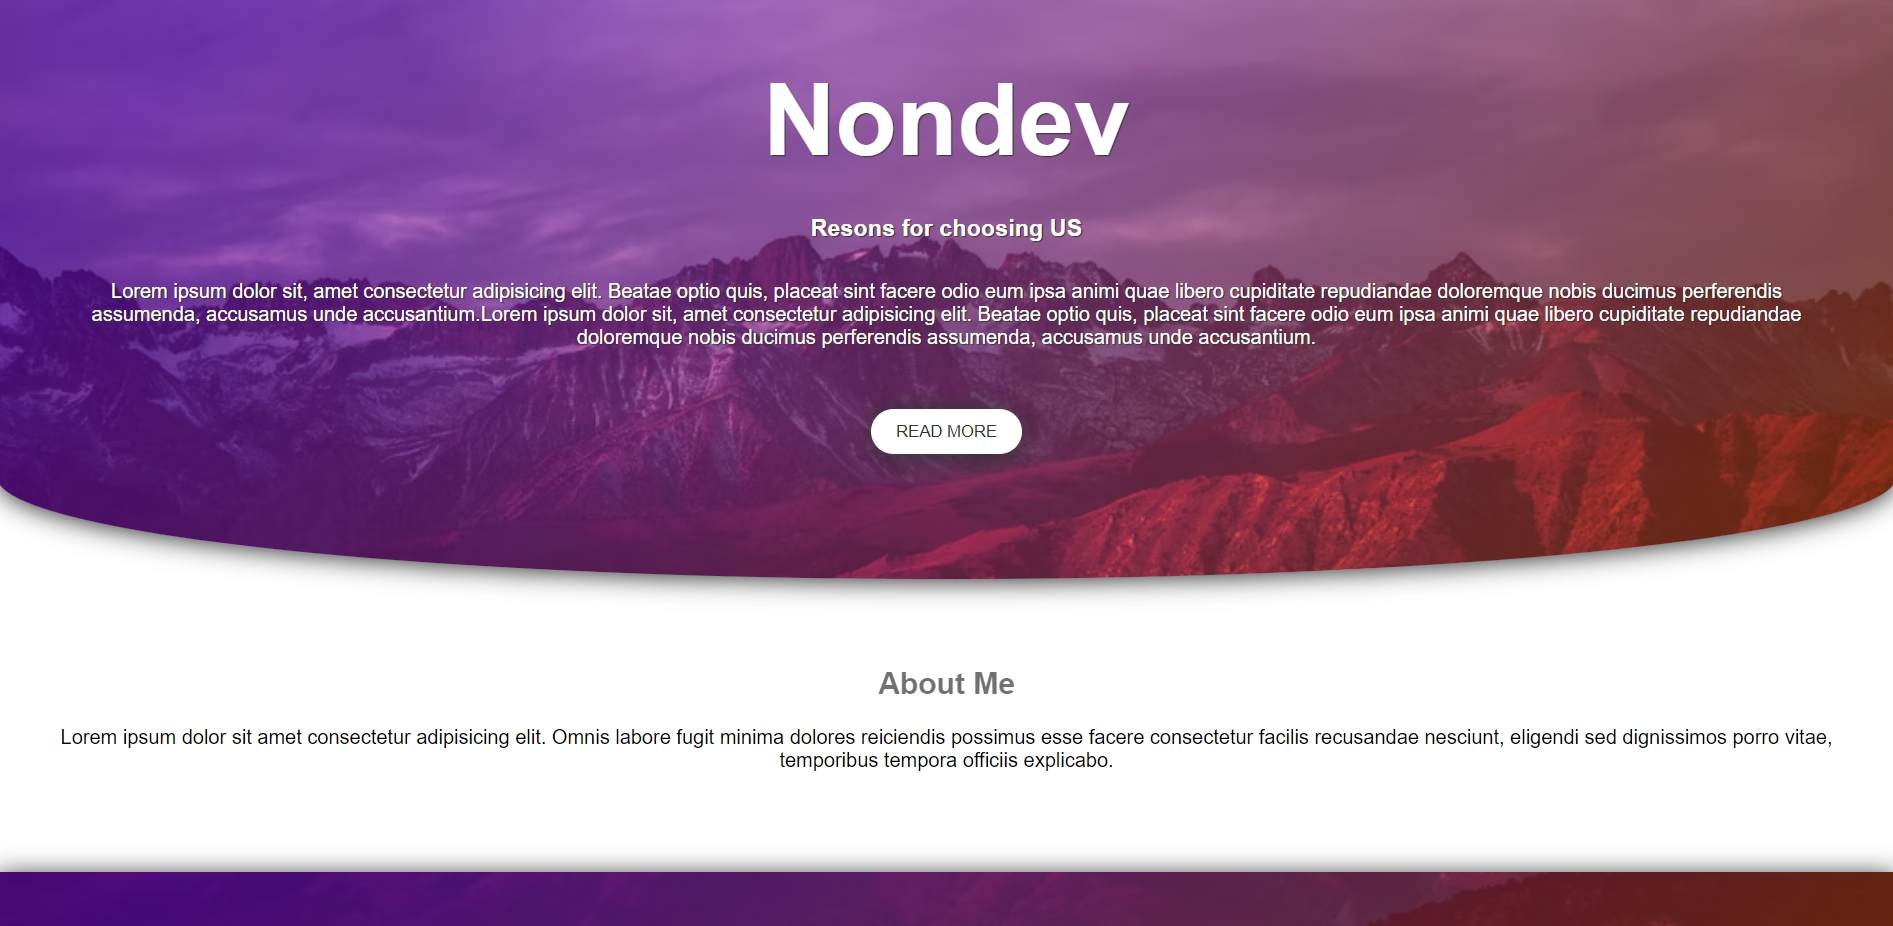 Nondev
Resons for choosing US
Lorem ipsum dolor sit, amet consectetur adipisicing elit. Beatae optio quis, placeat sint facere odio eum ipsa animi quae libero cupiditate repudiandae doloremque nobis ducimus perferendis
assumenda, accusamus unde accusantium.Lorem ipsum dolor sit, amet consectetur adipisicing elit. Beatae optio quis, placeat sint facere odio eum ipsa animi quae libero cupiditate repudiandae
doloremque nobis ducimus perferendis assumenda, accusamus unde accusantium.
READ MORE
About Me
Lorem ipsum dolor sit amet consectetur adipisicing elit. Omnis labore fugit minima dolores reiciendis possimus esse facere consectetur facilis recusandae nesciunt, eligendi sed dignissimos porro vitae,
temporibus tempora officiis explicabo.